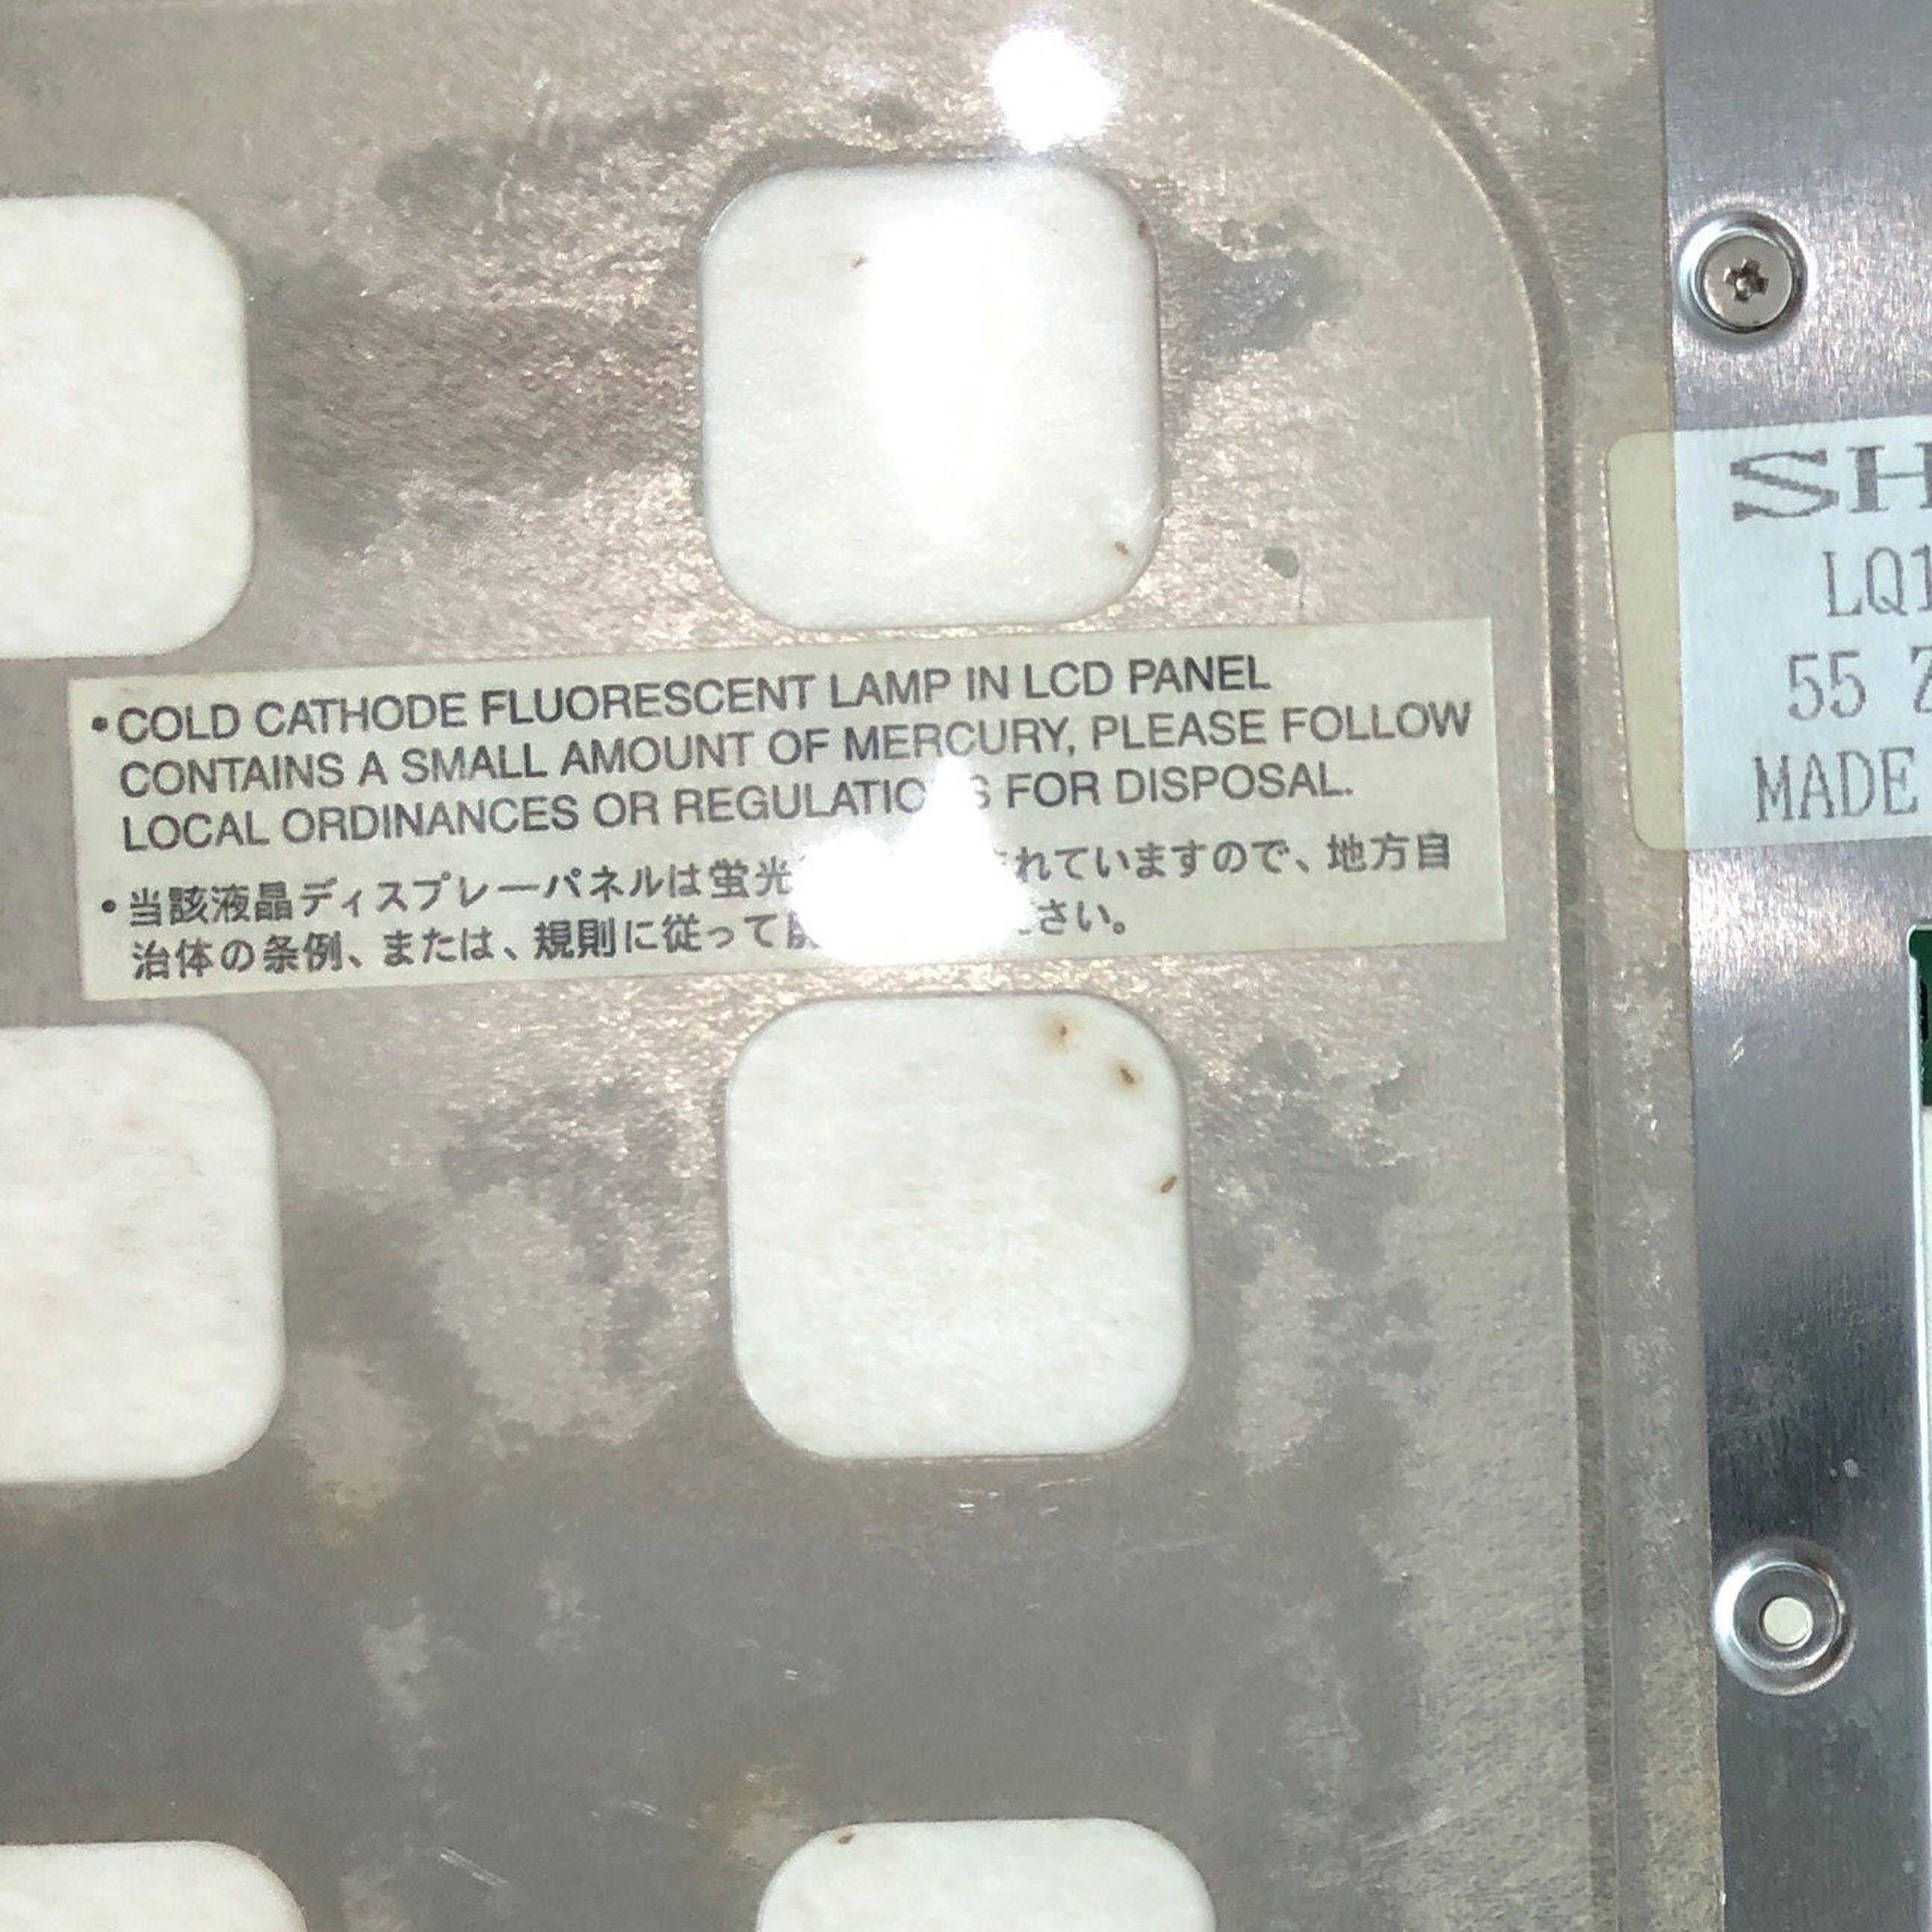 • COLD CATHODE FLUORESCENT LAMP IN LCD PANEL
CONTAINS A SMALL AMOUNT OF MERCURY, PLEASE FOLLOW
LOCAL ORDINANCES OR FOR DISPOSAL.
• 当該液晶ディスプレーパネルは蛍光 れていますので、地方自
治体の条例、または、規則に従って さい。
55
MADE